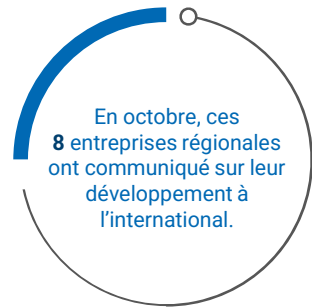 En octobre, ces
8 entreprises régionales
ont communiqué sur leur
développement à
l'international.